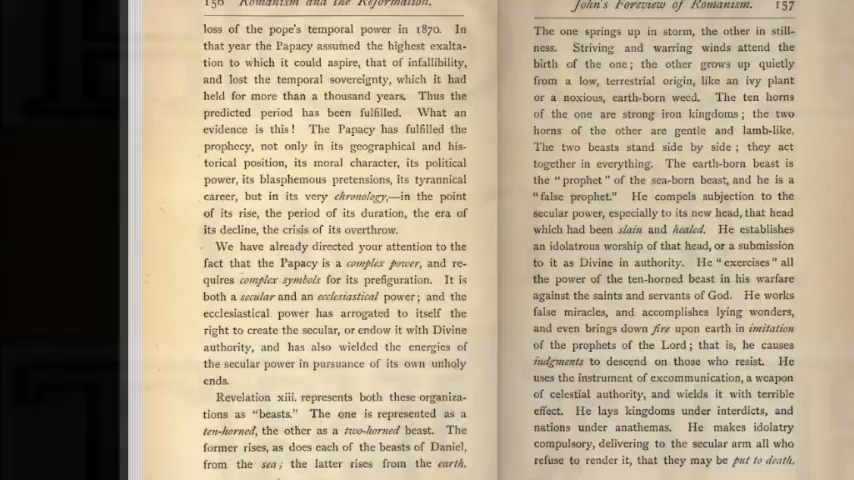 156 Romanism and the Reformation.
loss of the pope's temporal power in 1870. In
that year the Papacy assumed the highest exalta-
tion to which it could aspire, that of infallibility,
and lost the temporal sovereignty, which it had
held for more than a thousand years. Thus the
predicted period has been fulfilled. What an
evidence is this! The Papacy has fulfilled the
prophecy, not only in its geographical and his-
torical position, its moral character, its political
power, its blasphemous pretensions, its tyrannical
career, but in its very chronology,—in the point
of its rise, the period of its duration, the era of
its decline, the crisis of its overthrow.
We have already directed your attention to the
fact that the Papacy is a complex power, and re-
quires complex symbols for its prefiguration. It is
both a secular and an ecclesiastical power; and the
ecclesiastical power has arrogated to itself the
right to create the secular, or endow it with Divine
authority, and has also wielded the energies of
the secular power in pursuance of its own unholy
ends.
Revelation xiii. represents both these organiza-
tions as "beasts." The one is represented as a
ten-horned, the other as a two-horned beast. The
former rises, as does each of the beasts of Daniel,
from the sea; the latter rises from the earth.
John's Foreview of Romanism. 157
The one springs up in storm, the other in still-
ness. Striving and warring winds attend the
birth of the one; the other grows up quietly
from a low, terrestrial origin, like an ivy plant
or a noxious, earth-born weed. The ten horns
of the one are strong iron kingdoms; the two
horns of the other are gentle and lamb-like.
The two beasts stand side by side; they act
together in everything. The earth-born beast is
the "prophet" of the sea-born beast, and he is a
"false prophet." He compels subjection to the
secular power, especially to its new head, that head
which had been slain and healed. He establishes
an idolatrous worship of that head, or a submission
to it as Divine in authority. He "exercises" all
the power of the ten-horned beast in his warfare
against the saints and servants of God. He works
false miracles, and accomplishes lying wonders,
and even brings down fire upon earth in imitation
of the prophets of the Lord; that is, he causes
judgments to descend on those who resist. He
uses the instrument of excommunication, a weapon
of celestial authority, and wields it with terrible
effect. He lays kingdoms under interdicts, and
nations under anathemas. He makes idolatry
compulsory, delivering to the secular arm all who
refuse to render it, that they may be put to death.